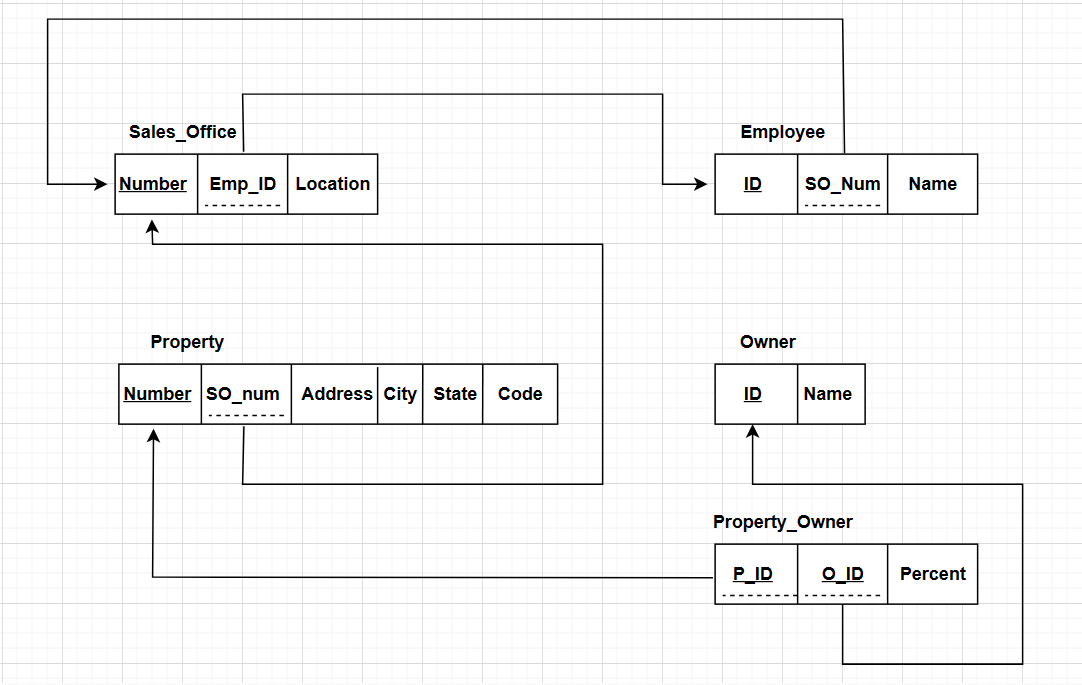 Sales_Office
Number Emp_ID Location
Employee
ID SO_Num Name
Property
Number SO_num Address City State Code
Owner
ID Name
Property_Owner
P_ID O_ID Percent